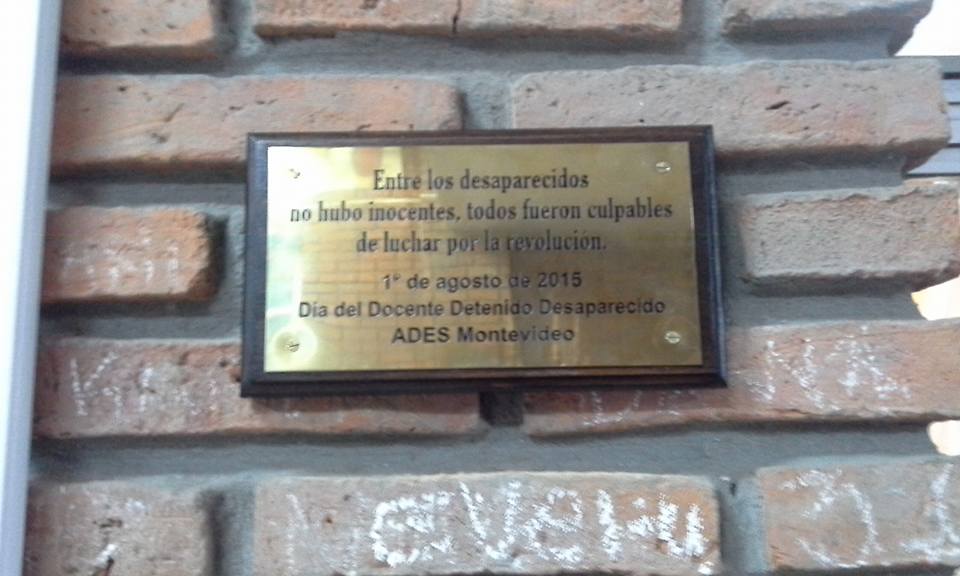 Entre los desaparecidos
no hubo inocentes, todos fueron culpables
de luchar por la revolución.
1º de agosto de 2015
Día del Docente Detenido Desaparecido
ADES Montevideo